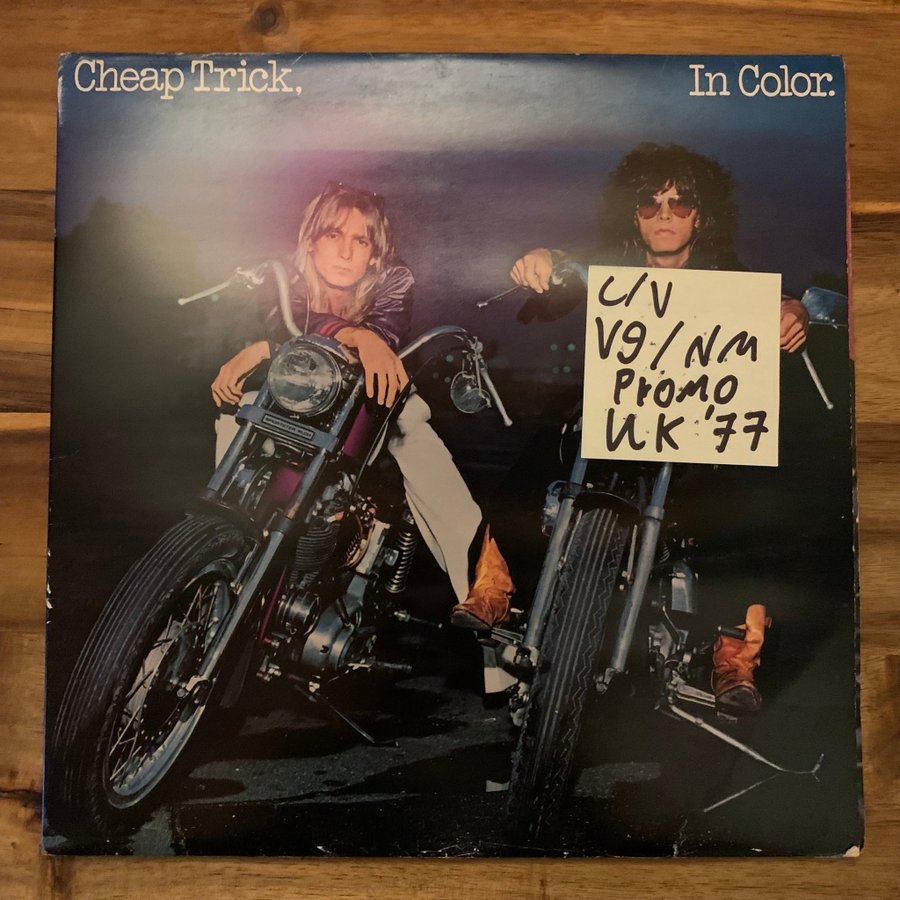 Cheap Trick, In Color.
C/V
Vg/NM
Promo
UK '77